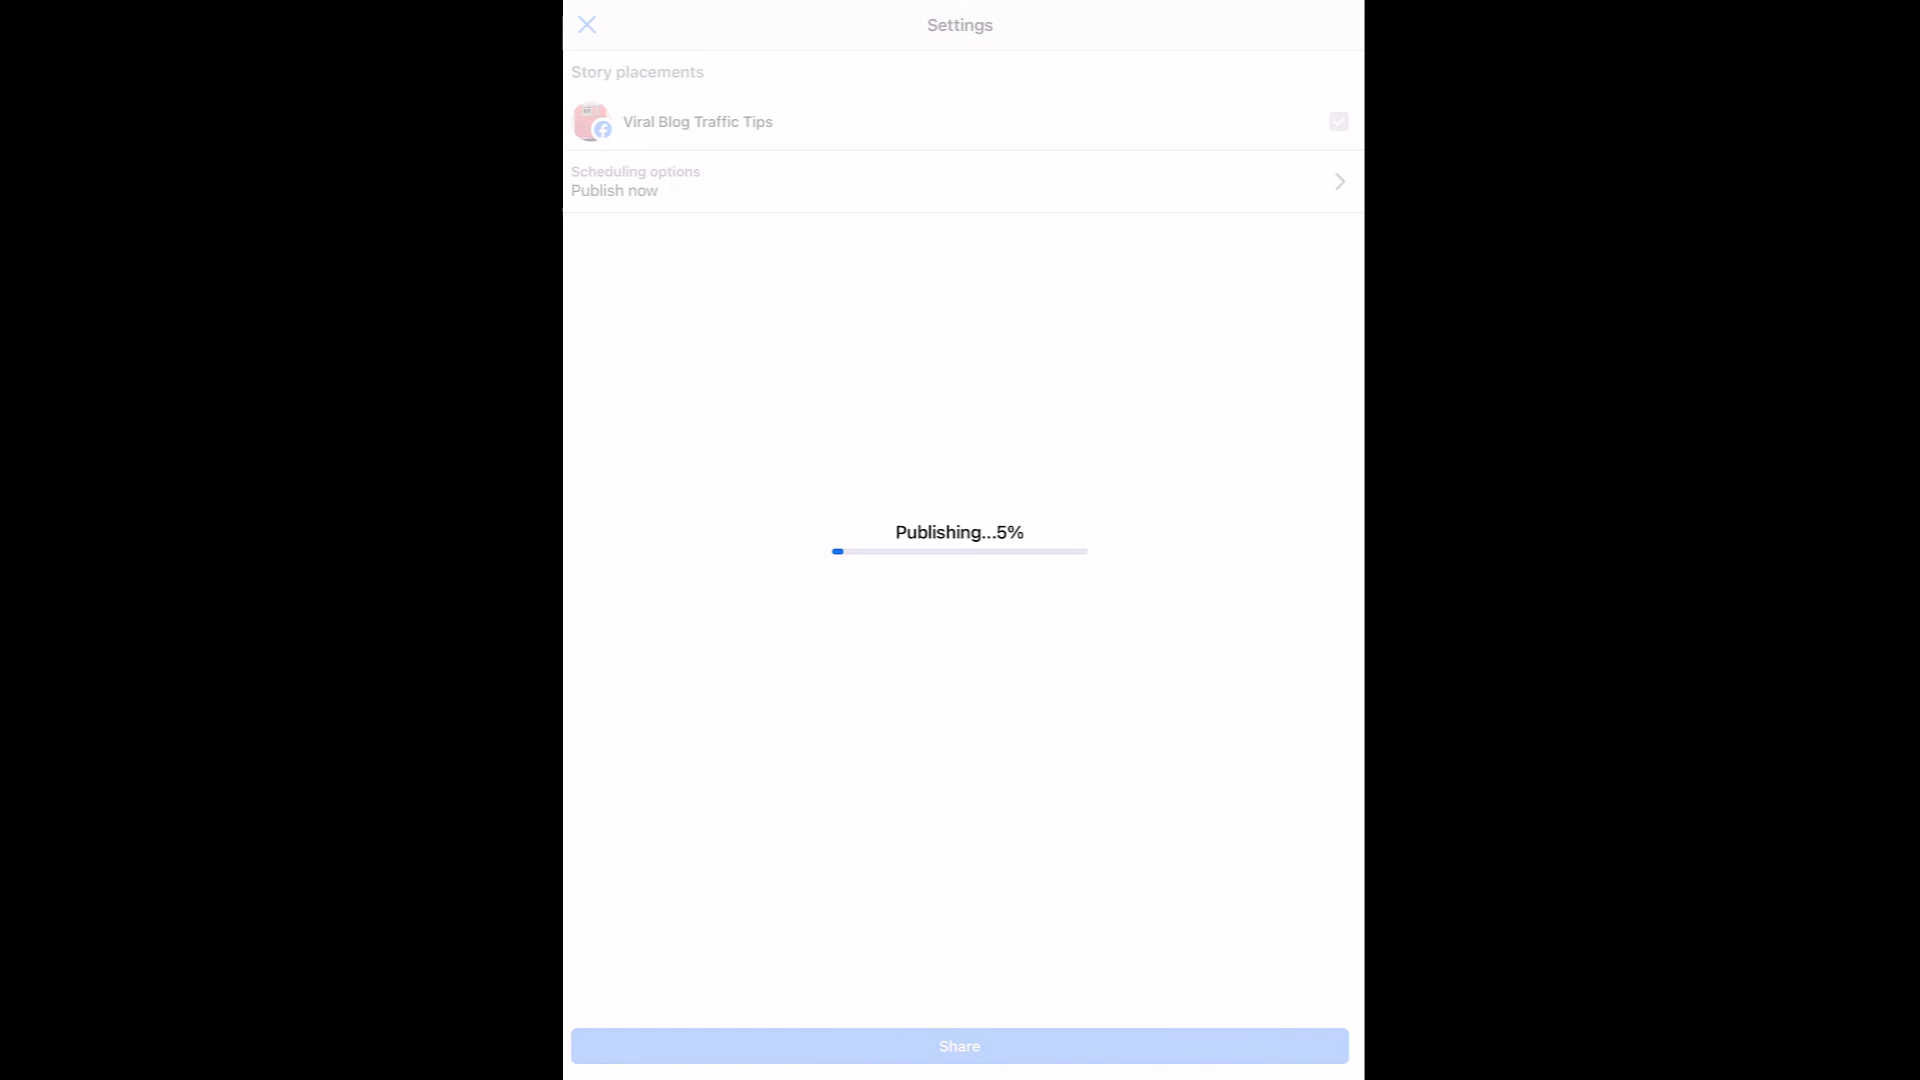 Settings
Story placements
Viral Blog Traffic Tips
Scheduling options
Publish now
Publishing...5%
Share